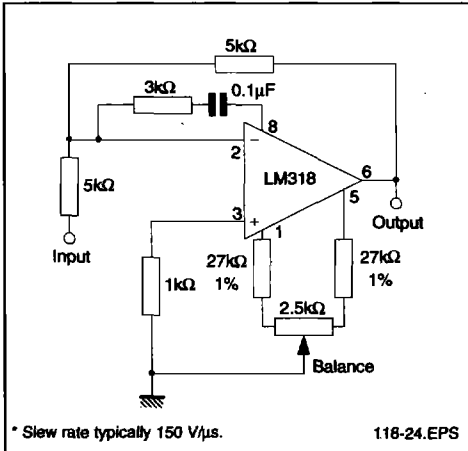 5kΩ
3kΩ
0.1µF
8
2
−
LM318
6
5
5kΩ
3
+
1
Output
Input
27kΩ
1%
27kΩ
1%
1kΩ
2.5kΩ
Balance
* Slew rate typically 150 V/µs.
118-24.EPS